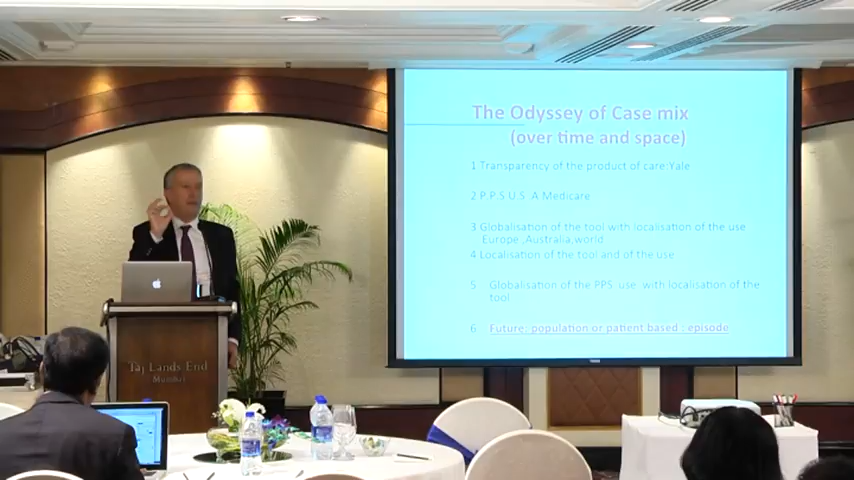 The Odyssey of Case mix
(over time and space)
1 Transparency of the product of care:Yale
2 P.P.S U.S .A Medicare
3 Globalisation of the tool with localisation of the use
Europe ,Australia,world
4 Localisation of the tool and of the use
5 Globalisation of the PPS use with localisation of the
tool
6 Future: population or patient based : episode
Taj Lands End
Mumbai